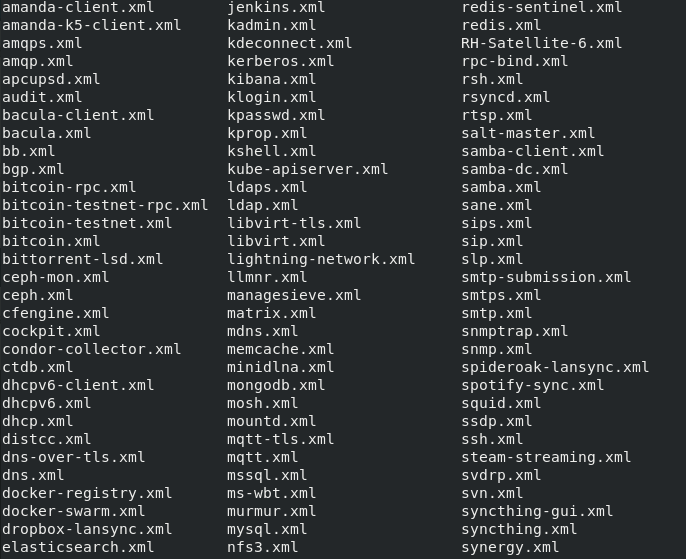 amanda-client.xml jenkins.xml redis-sentinel.xml
amanda-k5-client.xml kadmin.xml redis.xml
amqps.xml kdeconnect.xml RH-Satellite-6.xml
amqp.xml kerberos.xml rpc-bind.xml
apcupsd.xml kibana.xml rsh.xml
audit.xml klogin.xml rsyncd.xml
bacula-client.xml kpasswd.xml rtsp.xml
bacula.xml kprop.xml salt-master.xml
bb.xml kshell.xml samba-client.xml
bgp.xml kube-apiserver.xml samba-dc.xml
bitcoin-rpc.xml ldaps.xml samba.xml
bitcoin-testnet-rpc.xml ldap.xml sane.xml
bitcoin-testnet.xml libvirt-tls.xml sips.xml
bitcoin.xml libvirt.xml sip.xml
bittorrent-lsd.xml lightning-network.xml slp.xml
ceph-mon.xml llmnr.xml smtp-submission.xml
ceph.xml managesieve.xml smtps.xml
cfengine.xml matrix.xml smtp.xml
cockpit.xml mdns.xml snmptrap.xml
condor-collector.xml memcache.xml snmp.xml
ctdb.xml minidlna.xml spideroak-lansync.xml
dhcpv6-client.xml mongodb.xml spotify-sync.xml
dhcpv6.xml mosh.xml squid.xml
dhcp.xml mountd.xml ssdp.xml
distcc.xml mqtt-tls.xml ssh.xml
dns-over-tls.xml mqtt.xml steam-streaming.xml
dns.xml mssql.xml svdrp.xml
docker-registry.xml ms-wbt.xml svn.xml
docker-swarm.xml murmur.xml syncthing-gui.xml
dropbox-lansync.xml mysql.xml syncthing.xml
elasticsearch.xml nfs3.xml synergy.xml